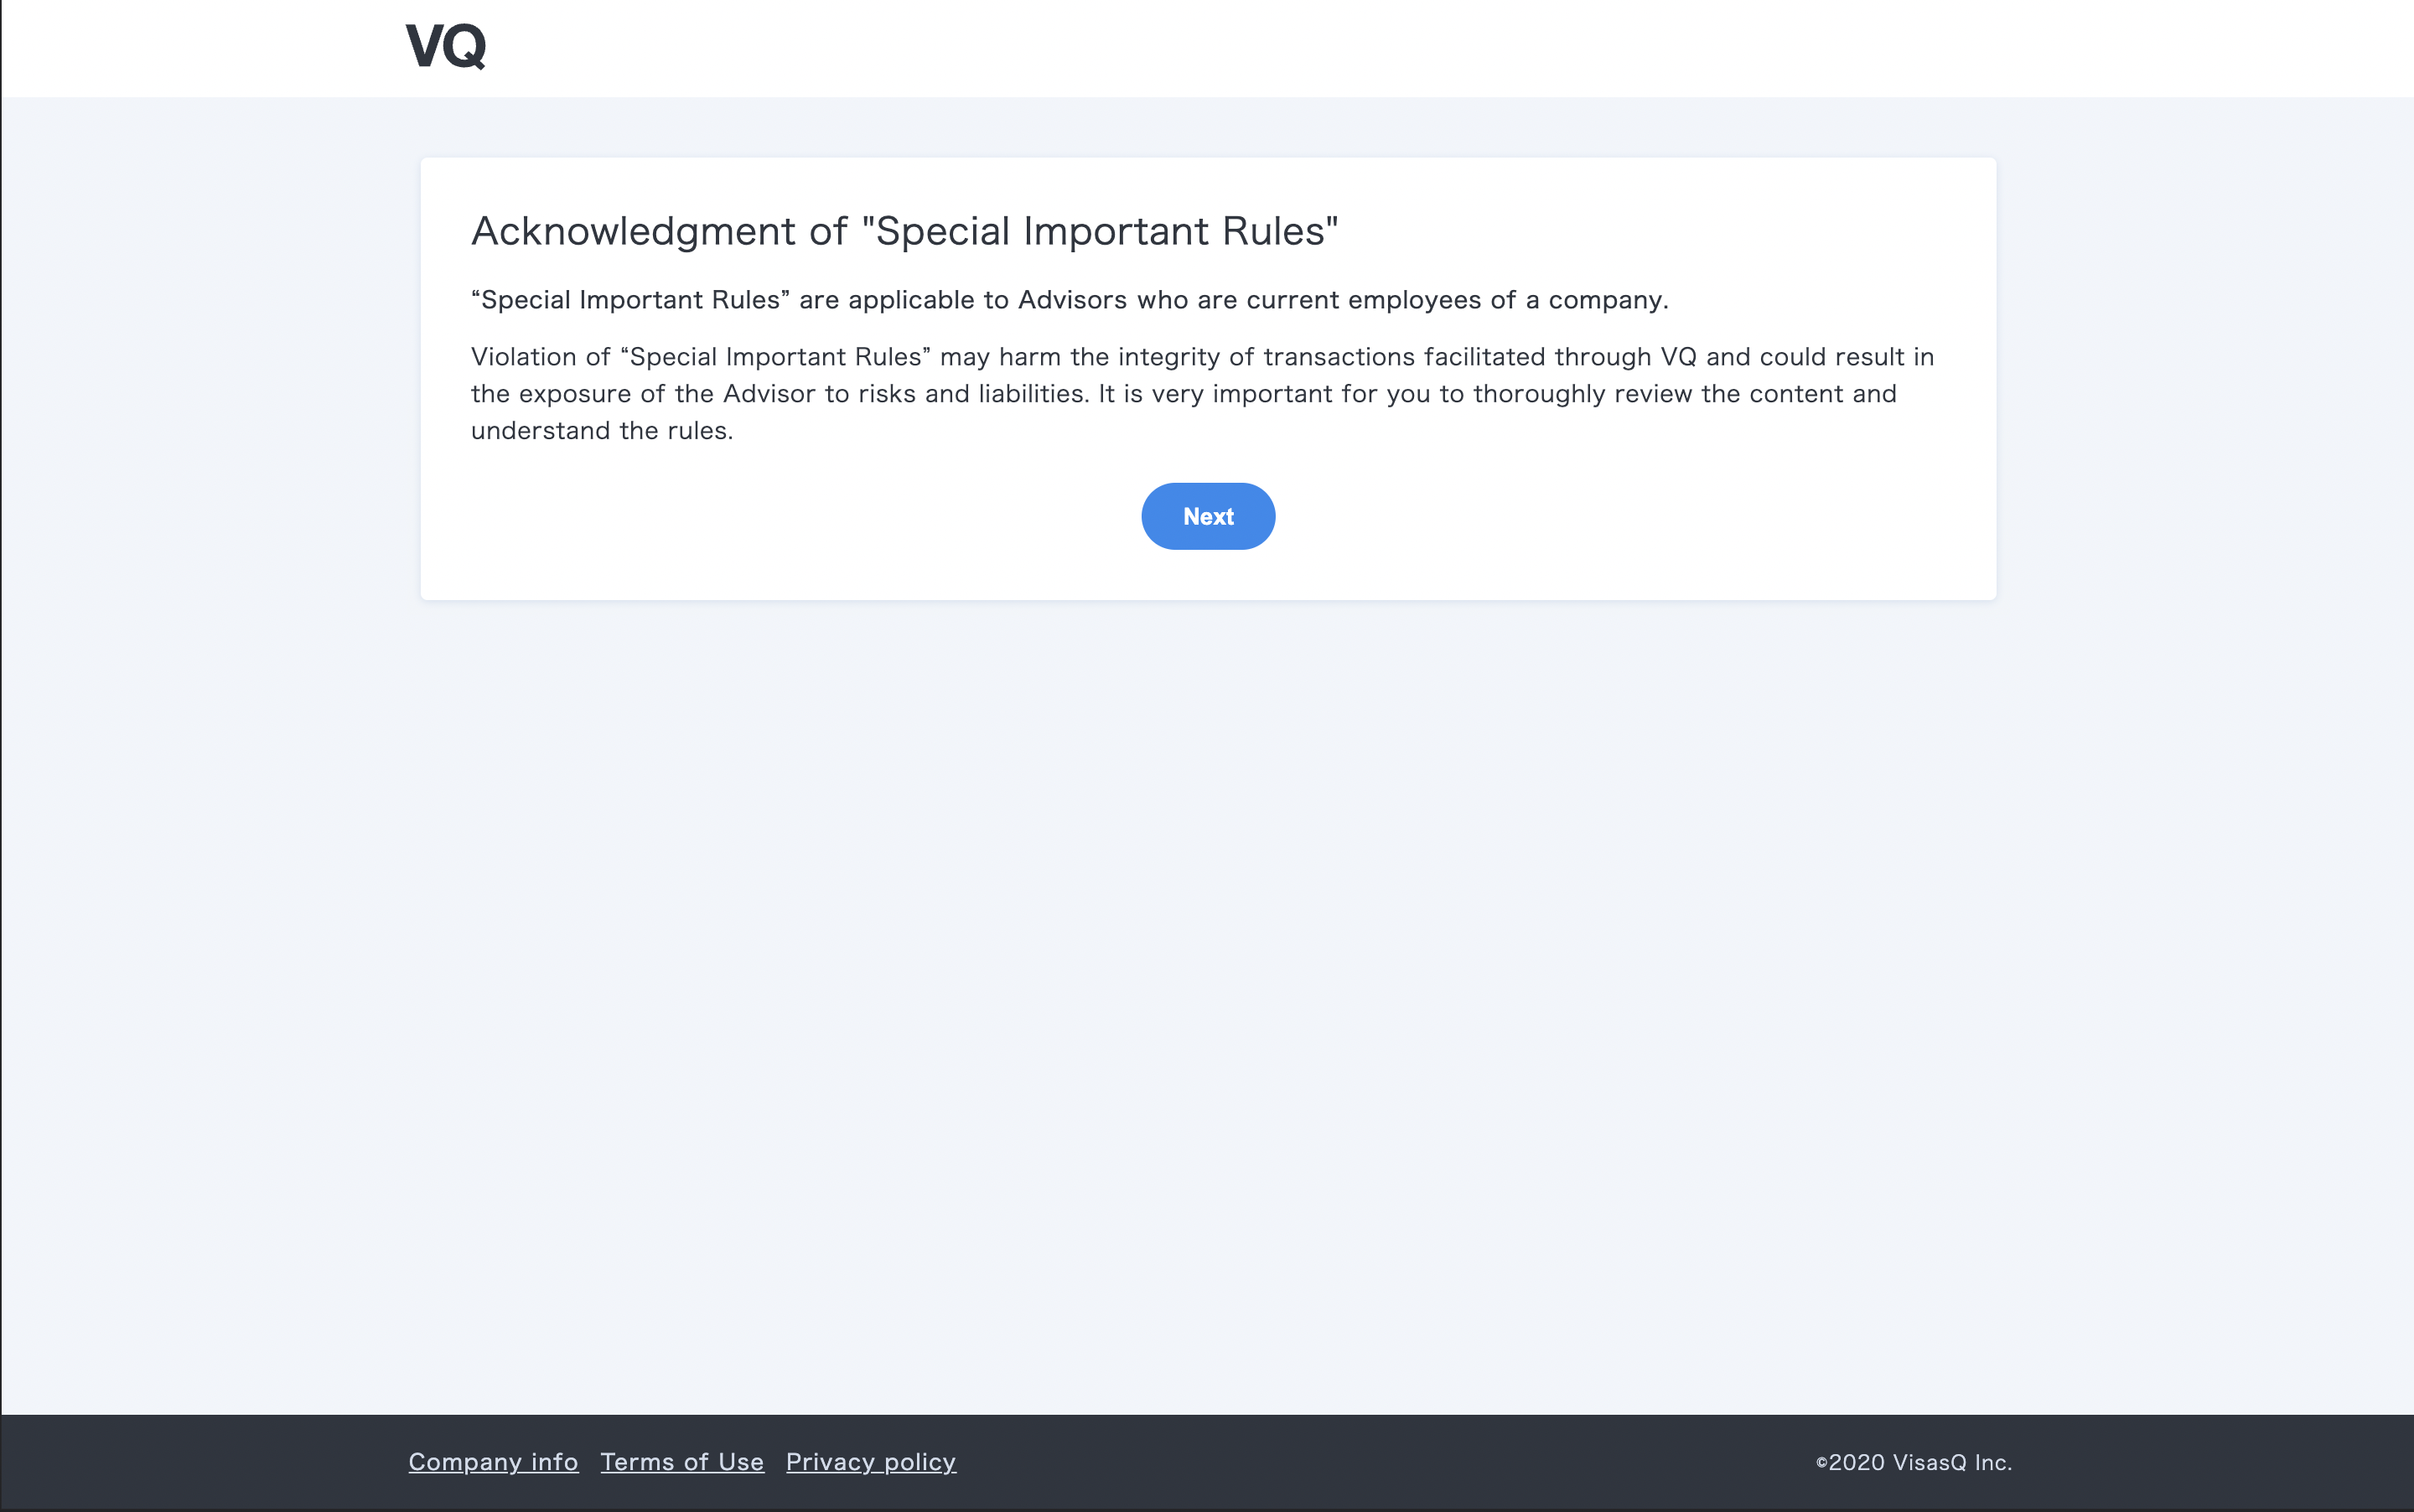 VQ
Acknowledgment of "Special Important Rules"
“Special Important Rules” are applicable to Advisors who are current employees of a company.
Violation of “Special Important Rules” may harm the integrity of transactions facilitated through VQ and could result in
the exposure of the Advisor to risks and liabilities. It is very important for you to thoroughly review the content and
understand the rules.
Next
Company info Terms of Use Privacy policy ©2020 VisasQ Inc.